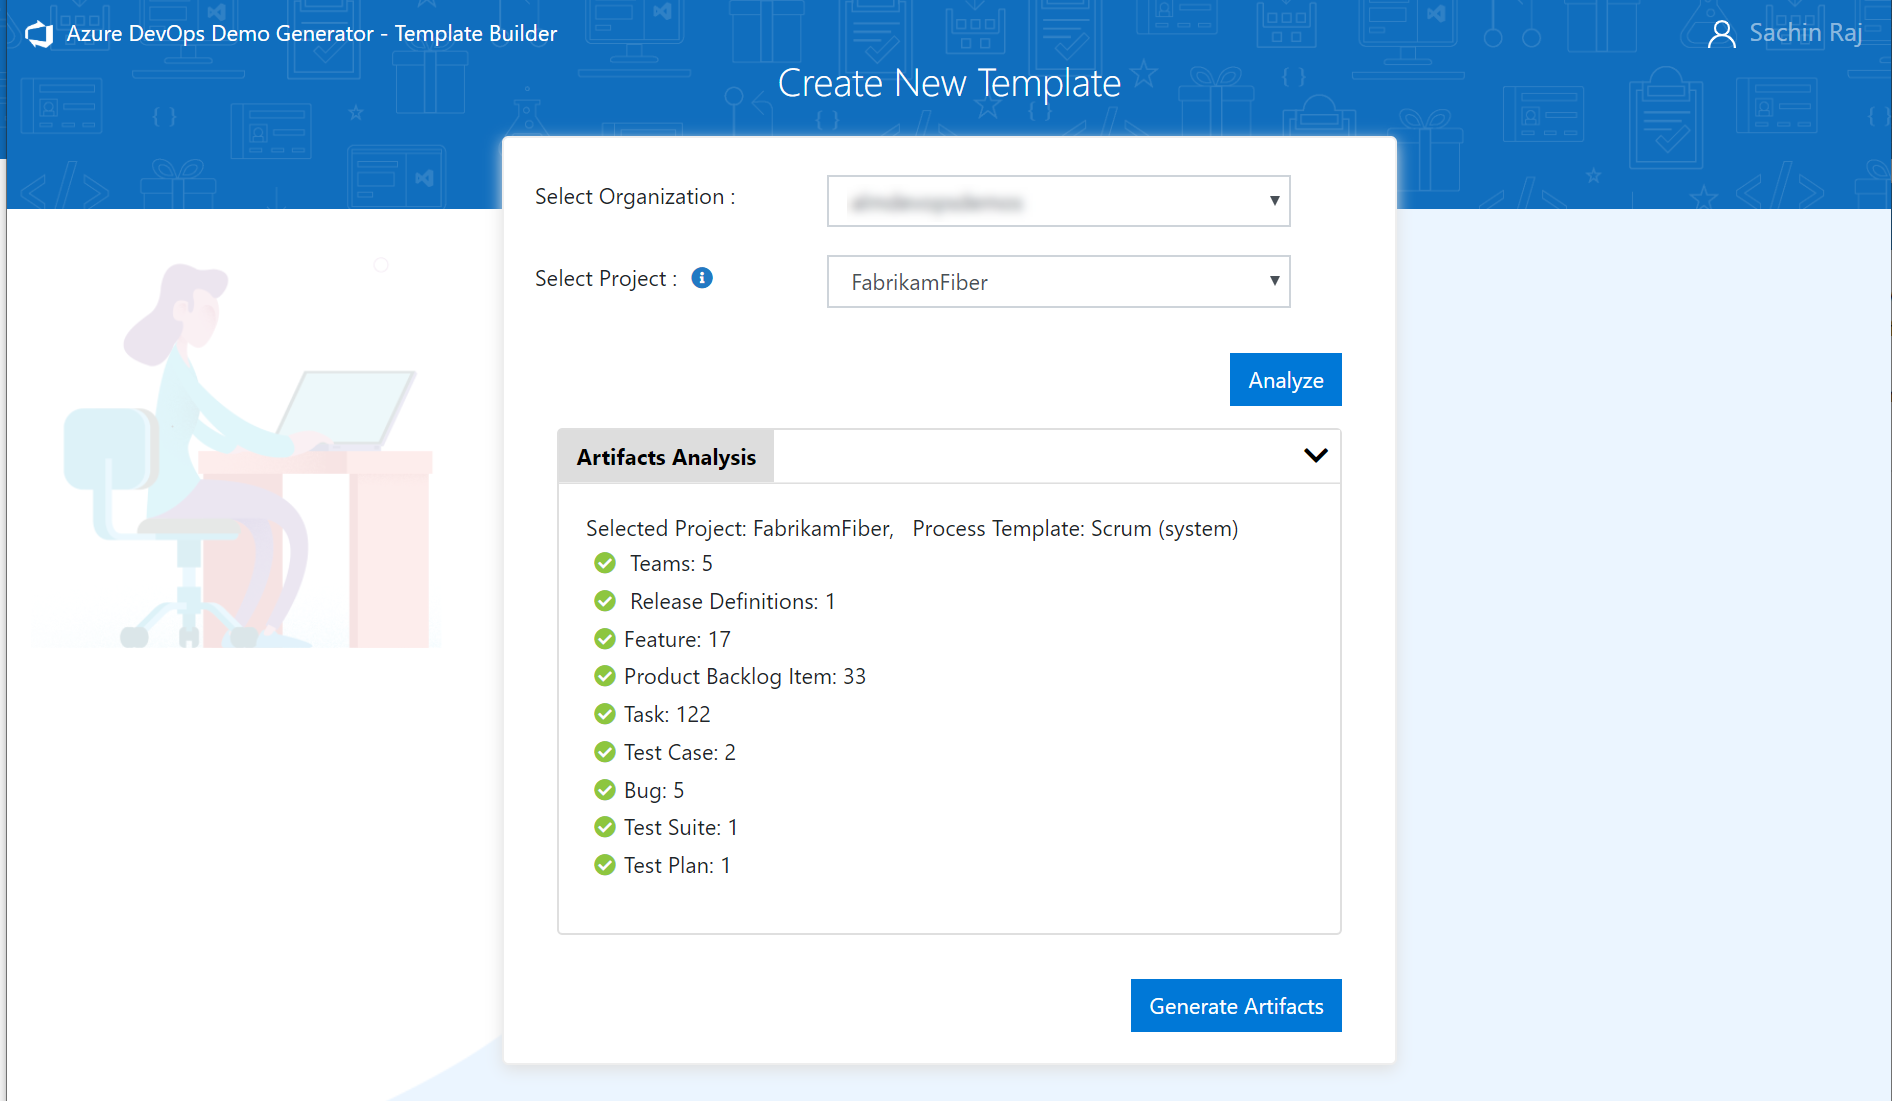 Azure DevOps Demo Generator - Template Builder
Sachin Raj
Create New Template
Select Organization :
Select Project :
FabrikamFiber
Analyze
Artifacts Analysis
Selected Project: FabrikamFiber, Process Template: Scrum (system)
Teams: 5
Release Definitions: 1
Feature: 17
Product Backlog Item: 33
Task: 122
Test Case: 2
Bug: 5
Test Suite: 1
Test Plan: 1
Generate Artifacts